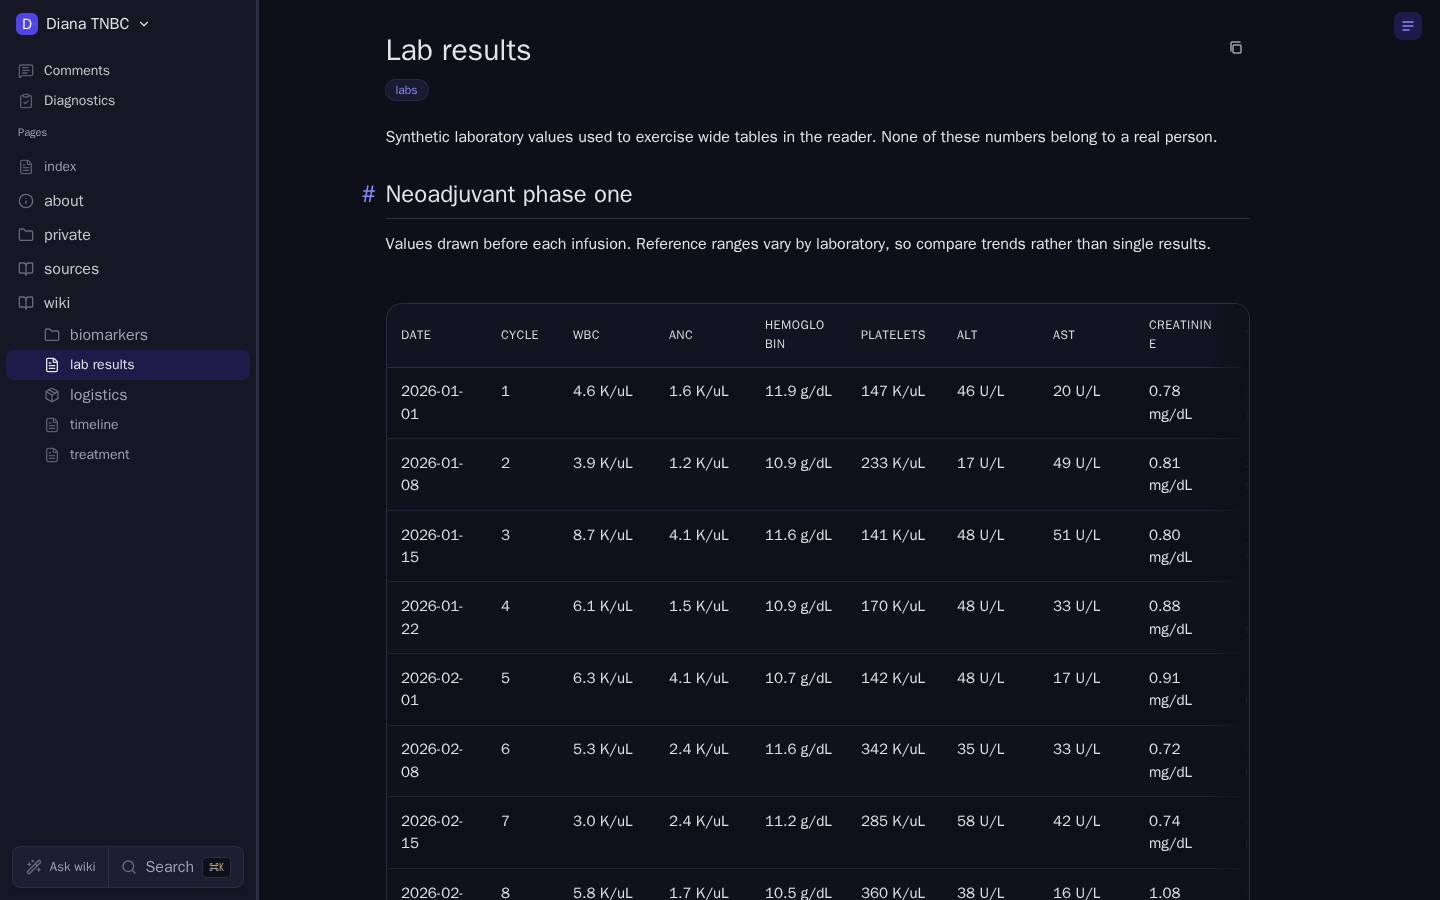 D Diana TNBC
Comments
Diagnostics
Pages
index
about
private
sources
wiki
biomarkers
lab results
logistics
timeline
treatment
Ask wiki
Search ⌘K
Lab results
labs
Synthetic laboratory values used to exercise wide tables in the reader. None of these numbers belong to a real person.
# Neoadjuvant phase one
Values drawn before each infusion. Reference ranges vary by laboratory, so compare trends rather than single results.
DATE CYCLE WBC ANC HEMOGLO PLATELETS ALT AST CREATININ
BIN E
2026-01- 1 4.6 K/uL 1.6 K/uL 11.9 g/dL 147 K/uL 46 U/L 20 U/L 0.78
01 mg/dL
2026-01- 2 3.9 K/uL 1.2 K/uL 10.9 g/dL 233 K/uL 17 U/L 49 U/L 0.81
08 mg/dL
2026-01- 3 8.7 K/uL 4.1 K/uL 11.6 g/dL 141 K/uL 48 U/L 51 U/L 0.80
15 mg/dL
2026-01- 4 6.1 K/uL 1.5 K/uL 10.9 g/dL 170 K/uL 48 U/L 33 U/L 0.88
22 mg/dL
2026-02- 5 6.3 K/uL 4.1 K/uL 10.7 g/dL 142 K/uL 48 U/L 17 U/L 0.91
01 mg/dL
2026-02- 6 5.3 K/uL 2.4 K/uL 11.6 g/dL 342 K/uL 35 U/L 33 U/L 0.72
08 mg/dL
2026-02- 7 3.0 K/uL 2.4 K/uL 11.2 g/dL 285 K/uL 58 U/L 42 U/L 0.74
15 mg/dL
2026-02- 8 5.8 K/uL 1.7 K/uL 10.5 g/dL 360 K/uL 38 U/L 16 U/L 1.08